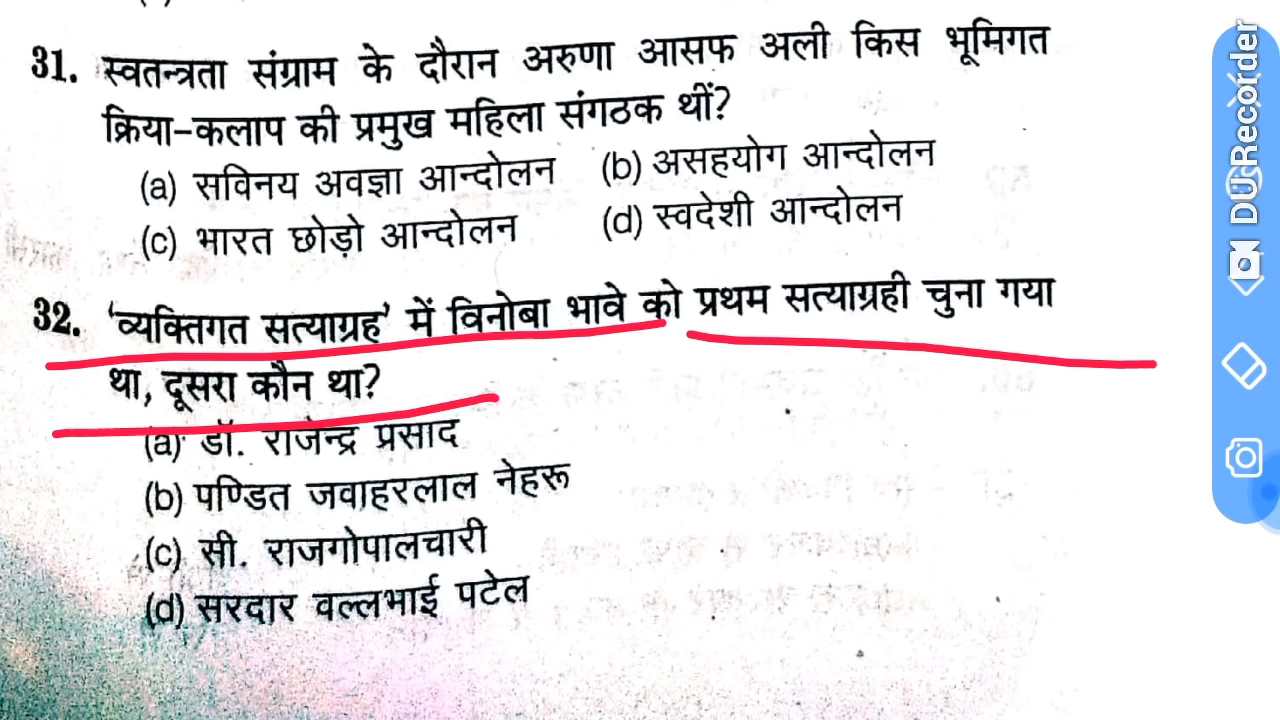 31. स्वतन्त्रता संग्राम के दौरान अरुणा आसफ अली किस भूमिगत
क्रिया-कलाप की प्रमुख महिला संगठक थीं?
(a) सविनय अवज्ञा आन्दोलन (b) असहयोग आन्दोलन
(c) भारत छोड़ो आन्दोलन (d) स्वदेशी आन्दोलन
32. 'व्यक्तिगत सत्याग्रह' में विनोबा भावे को प्रथम सत्याग्रही चुना गया
था, दूसरा कौन था?
(a) डॉ. राजेन्द्र प्रसाद
(b) पण्डित जवाहरलाल नेहरू
(c) सी. राजगोपालचारी
(d) सरदार वल्लभाई पटेल
DU Recorder